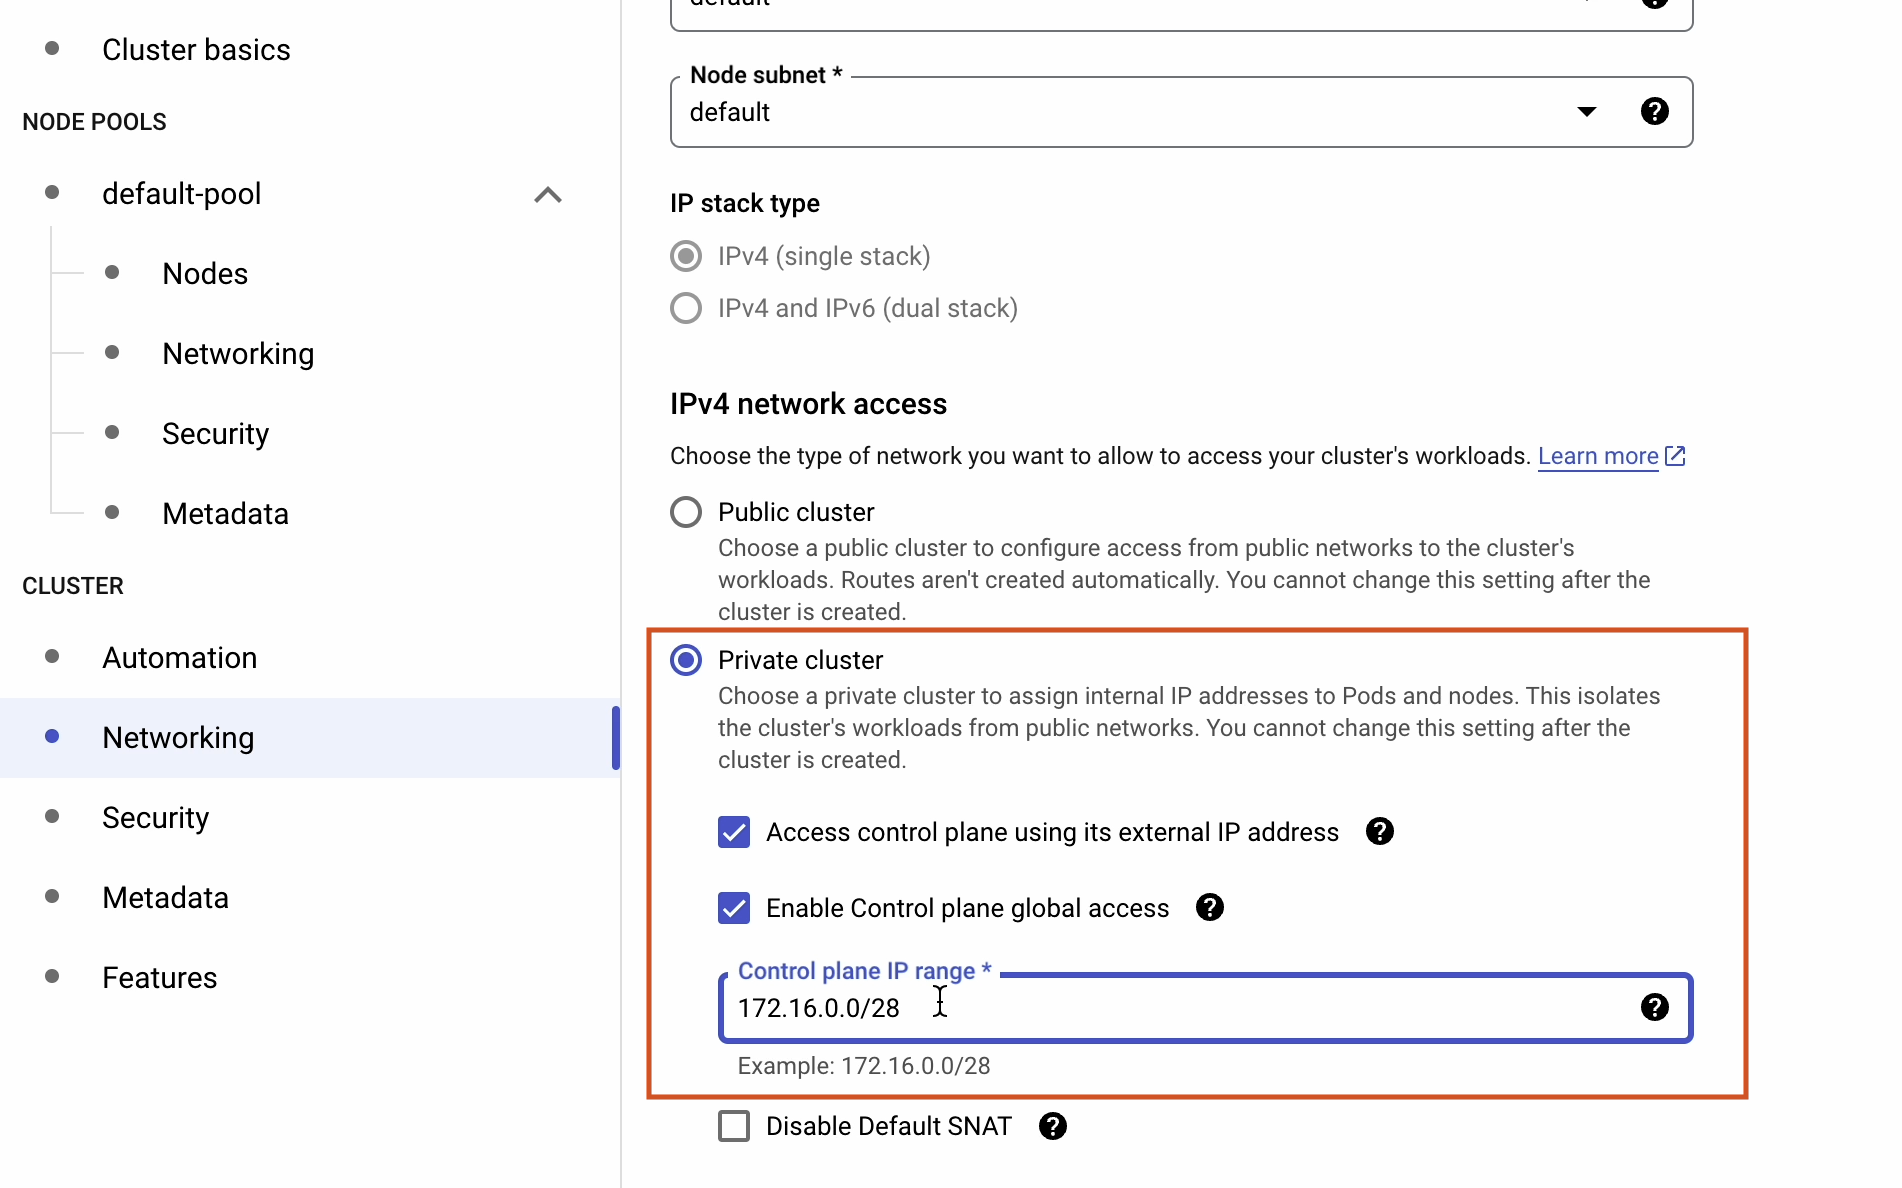 Cluster basics
NODE POOLS
default-pool
Nodes
Networking
Security
Metadata
CLUSTER
Automation
Networking
Security
Metadata
Features
default
Node subnet *
default
IP stack type
IPv4 (single stack)
IPv4 and IPv6 (dual stack)
IPv4 network access
Choose the type of network you want to allow to access your cluster's workloads. Learn more
Public cluster
Choose a public cluster to configure access from public networks to the cluster's
workloads. Routes aren't created automatically. You cannot change this setting after the
cluster is created.
Private cluster
Choose a private cluster to assign internal IP addresses to Pods and nodes. This isolates
the cluster's workloads from public networks. You cannot change this setting after the
cluster is created.
Access control plane using its external IP address
Enable Control plane global access
Control plane IP range *
172.16.0.0/28
Example: 172.16.0.0/28
Disable Default SNAT